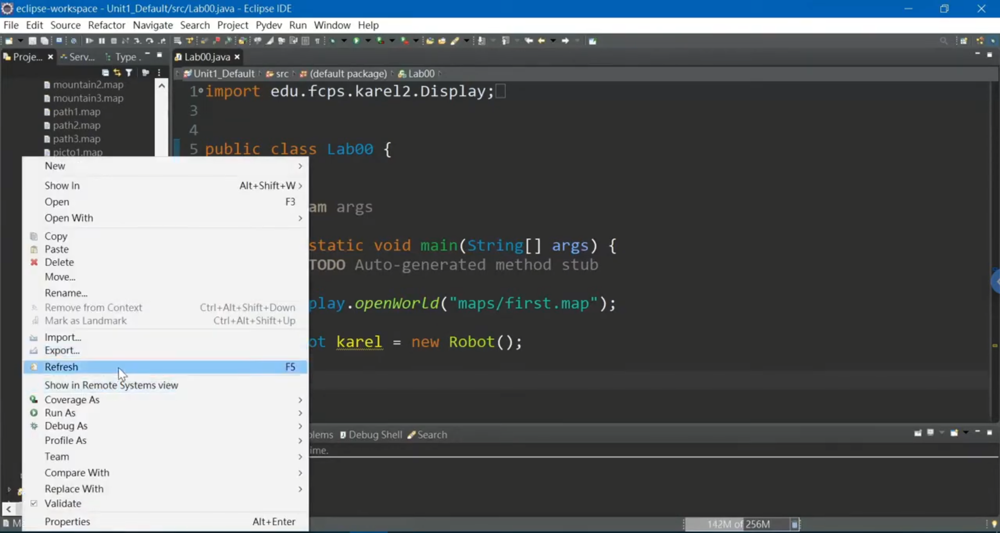 eclipse-workspace - Unit1_Default/src/Lab00.java - Eclipse IDE
File Edit Source Refactor Navigate Search Project Pydev Run Window Help
Proje... Serv... Type
Lab00.java
Unit1_Default src (default package) Lab00
mountain2.map
mountain3.map
path1.map
path2.map
path3.map
picto1.map
1 import edu.fcps.karel2.Display;
3
4
5 public class Lab00 {
am args
static void main(String[] args) {
TODO Auto-generated method stub
play.openWorld("maps/first.map");
ot karel = new Robot();
New
Show In Alt+Shift+W
Open F3
Open With
Copy
Paste
Delete
Move...
Rename...
Remove from Context Ctrl+Alt+Shift+Down
Mark as Landmark Ctrl+Alt+Shift+Up
Import...
Export...
Refresh F5
Show in Remote Systems view
Coverage As
Run As
Debug As
Profile As
Team
Compare With
Replace With
Validate
Properties Alt+Enter
blems Debug Shell Search
ime.
142M of 256M